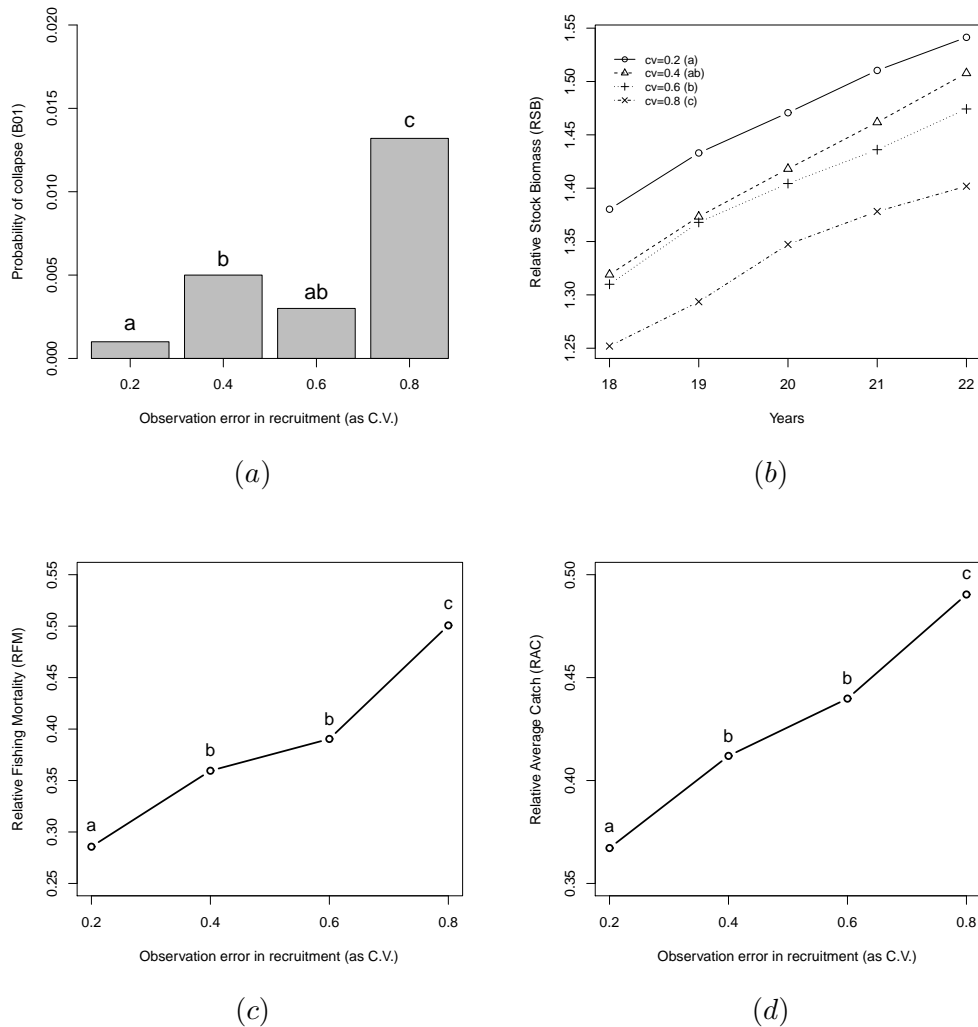 0.020
0.015
0.010
0.005
0.000
Probability of collapse (B01)
a
b
ab
c
0.2 0.4 0.6 0.8
Observation error in recruitment (as C.V.)
(a)
1.55
1.50
1.45
1.40
1.35
1.30
1.25
Relative Stock Biomass (RSB)
cv=0.2 (a)
cv=0.4 (ab)
cv=0.6 (b)
cv=0.8 (c)
18 19 20 21 22
Years
(b)
0.55
0.50
0.45
0.40
0.35
0.30
0.25
Relative Fishing Mortality (RFM)
a
b
b
c
0.2 0.4 0.6 0.8
Observation error in recruitment (as C.V.)
(c)
0.50
0.45
0.40
0.35
Relative Average Catch (RAC)
a
b
b
c
0.2 0.4 0.6 0.8
Observation error in recruitment (as C.V.)
(d)